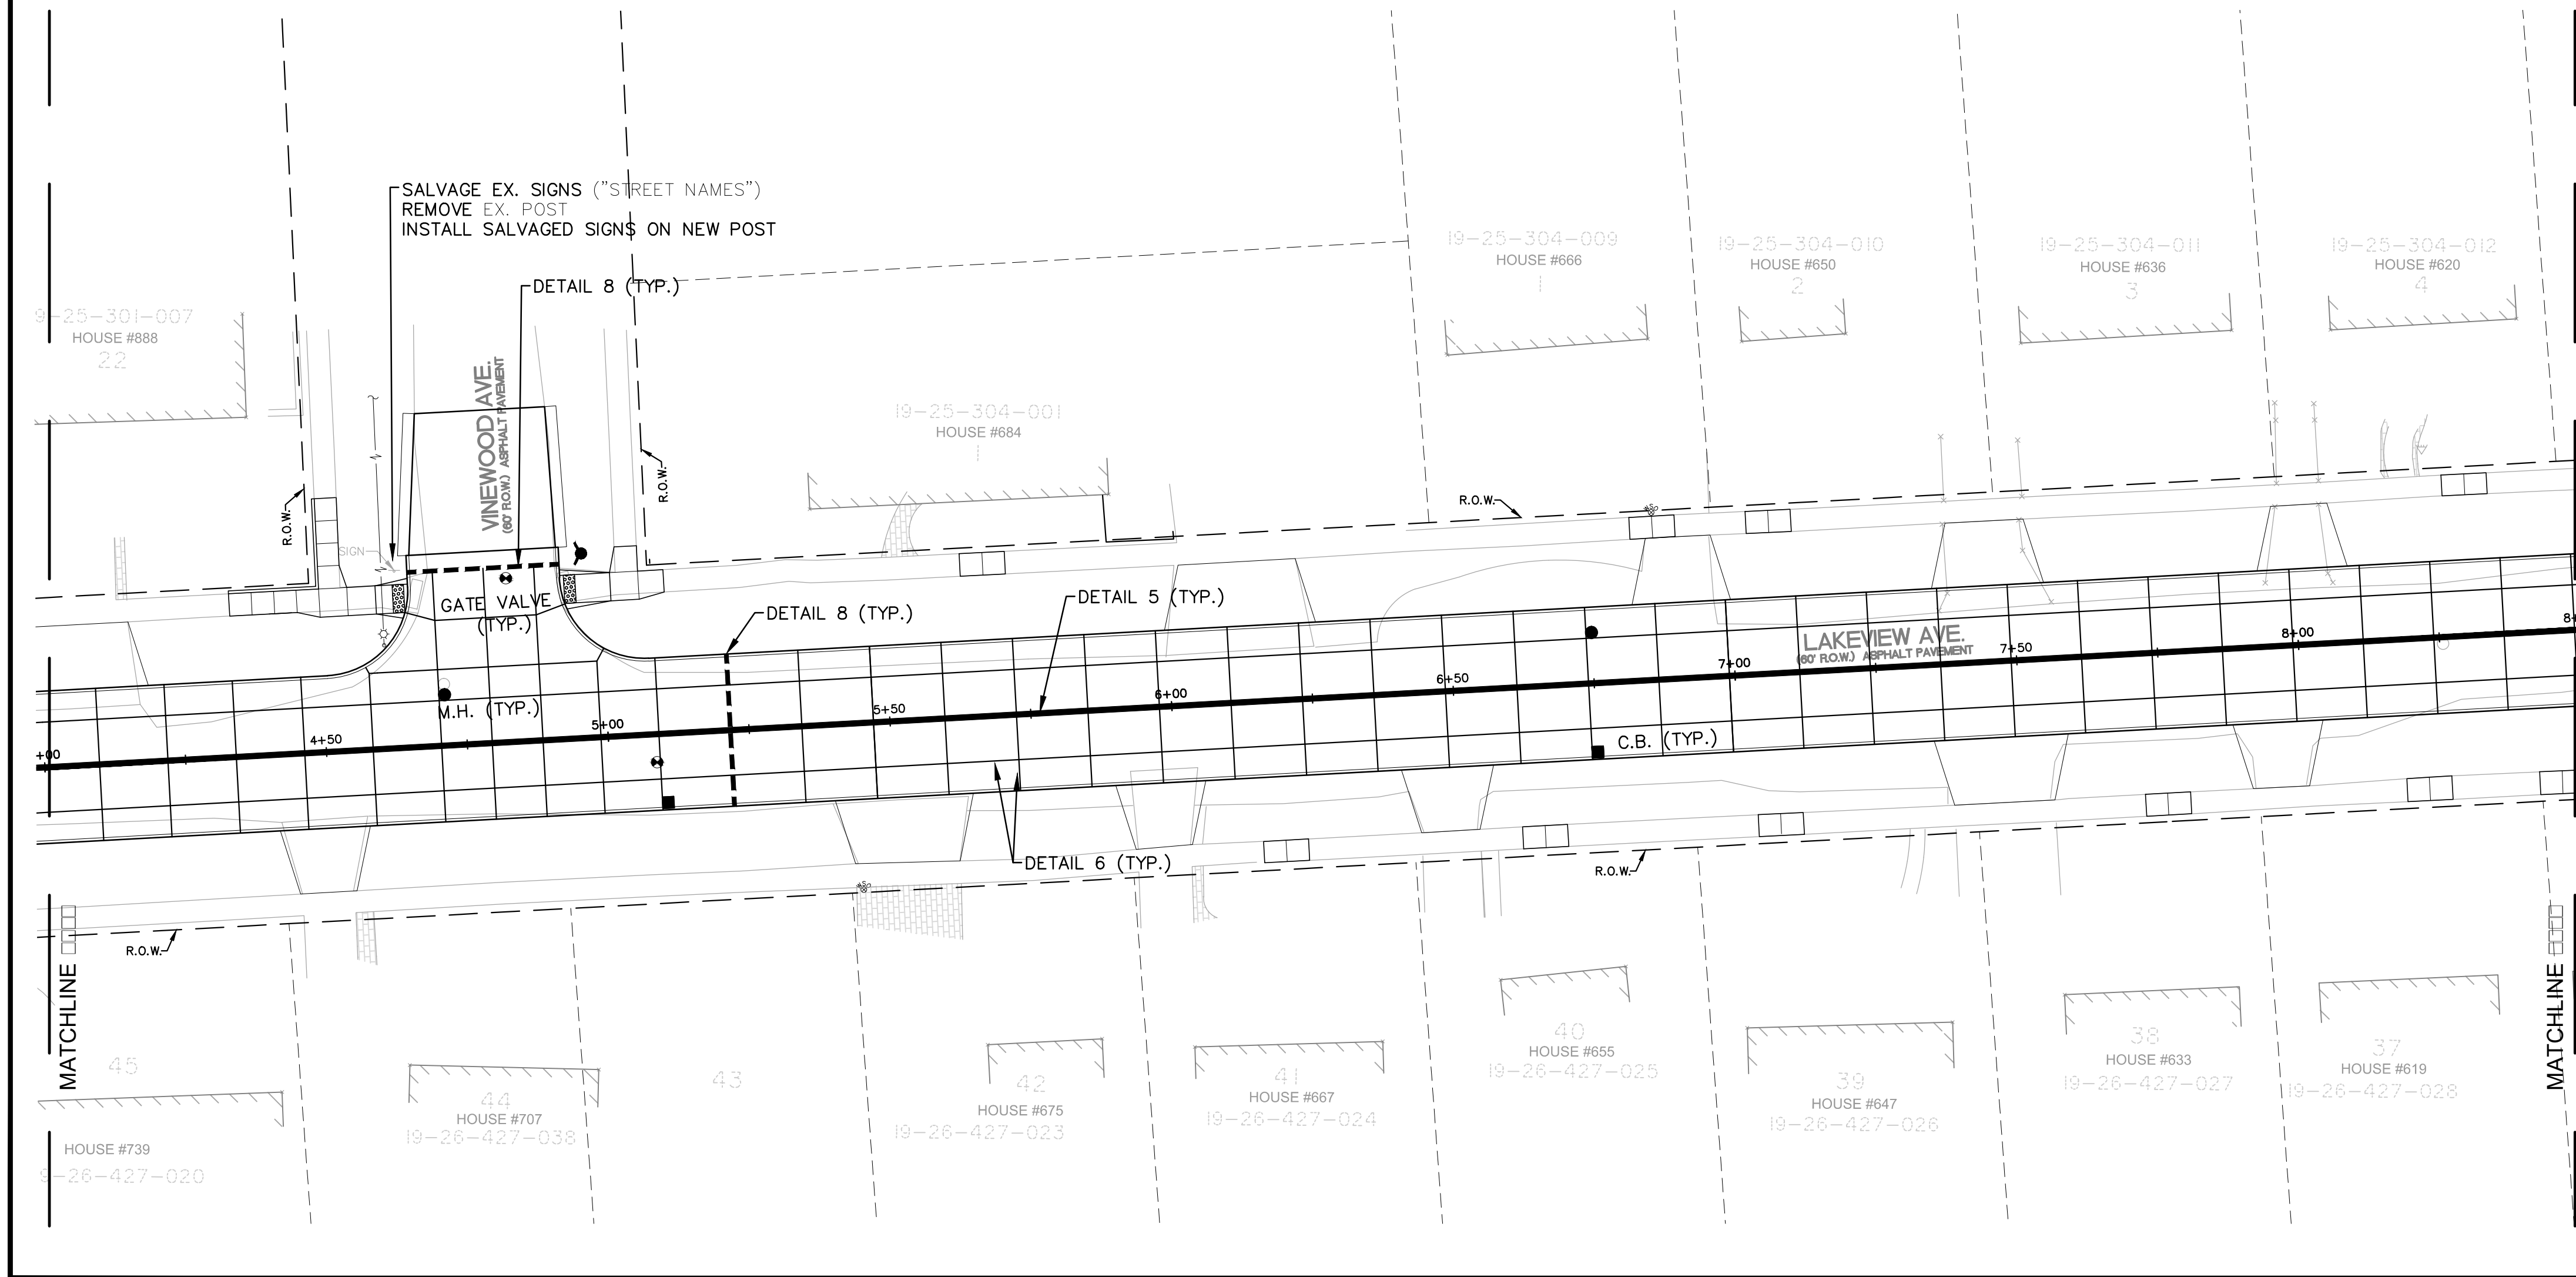 SALVAGE EX. SIGNS ("STREET NAMES")
REMOVE EX. POST
INSTALL SALVAGED SIGNS ON NEW POST
DETAIL 8 (TYP.)
19-25-304-009
HOUSE #666
1
19-25-304-010
HOUSE #650
2
19-25-304-011
HOUSE #636
3
19-25-304-012
HOUSE #620
4
9-25-301-007
HOUSE #888
22
VINEWOOD AVE.
(60' R.O.W.) ASPHALT PAVEMENT
19-25-304-001
HOUSE #684
1
R.O.W.
R.O.W.
R.O.W.
SIGN
GATE VALVE
(TYP.)
DETAIL 8 (TYP.)
DETAIL 5 (TYP.)
LAKEVIEW AVE.
(60' R.O.W.) ASPHALT PAVEMENT
M.H. (TYP.)
C.B. (TYP.)
+00
4+50
5+00
5+50
6+00
6+50
7+00
7+50
8+00
8+
DETAIL 6 (TYP.)
R.O.W.
R.O.W.
MATCHLINE
MATCHLINE
45
HOUSE #739
9-26-427-020
44
HOUSE #707
19-26-427-038
43
42
HOUSE #675
19-26-427-023
41
HOUSE #667
19-26-427-024
40
HOUSE #655
19-26-427-025
39
HOUSE #647
19-26-427-026
38
HOUSE #633
19-26-427-027
37
HOUSE #619
19-26-427-028